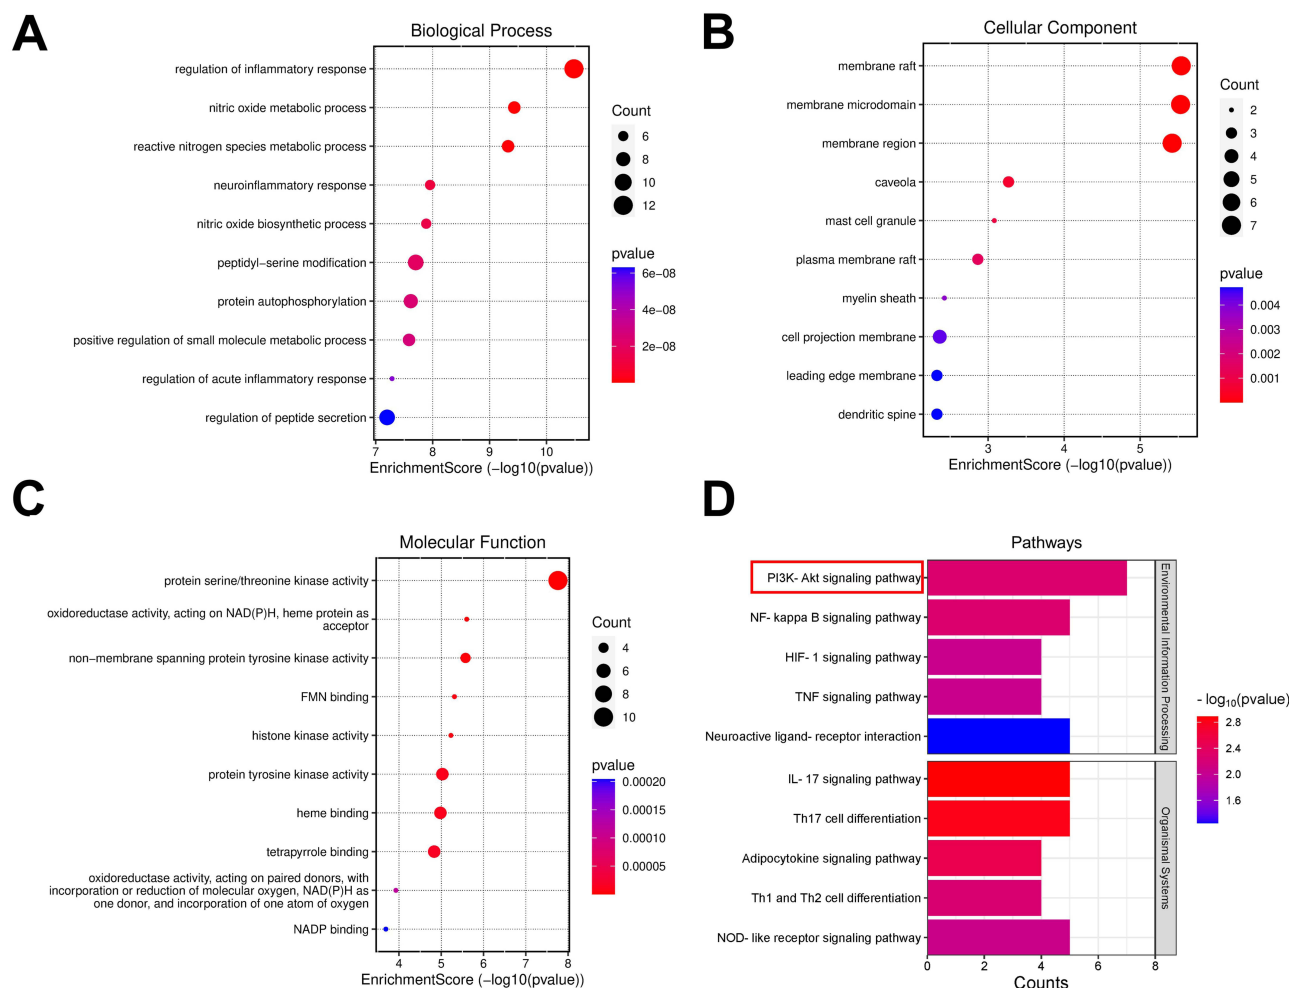 A
Biological Process
regulation of inflammatory response
nitric oxide metabolic process
reactive nitrogen species metabolic process
neuroinflammatory response
nitric oxide biosynthetic process
peptidyl−serine modification
protein autophosphorylation
positive regulation of small molecule metabolic process
regulation of acute inflammatory response
regulation of peptide secretion
7 8 9 10
EnrichmentScore (−log10(pvalue))
Count
6
8
10
12
pvalue
6e−08
4e−08
2e−08
B
Cellular Component
membrane raft
membrane microdomain
membrane region
caveola
mast cell granule
plasma membrane raft
myelin sheath
cell projection membrane
leading edge membrane
dendritic spine
3 4 5
EnrichmentScore (−log10(pvalue))
Count
2
3
4
5
6
7
pvalue
0.004
0.003
0.002
0.001
C
Molecular Function
protein serine/threonine kinase activity
oxidoreductase activity, acting on NAD(P)H, heme protein as
acceptor
non−membrane spanning protein tyrosine kinase activity
FMN binding
histone kinase activity
protein tyrosine kinase activity
heme binding
tetrapyrrole binding
oxidoreductase activity, acting on paired donors, with
incorporation or reduction of molecular oxygen, NAD(P)H as
one donor, and incorporation of one atom of oxygen
NADP binding
4 5 6 7 8
EnrichmentScore (−log10(pvalue))
Count
4
6
8
10
pvalue
0.00020
0.00015
0.00010
0.00005
D
Pathways
PI3K- Akt signaling pathway
NF- kappa B signaling pathway
HIF- 1 signaling pathway
TNF signaling pathway
Neuroactive ligand- receptor interaction
IL- 17 signaling pathway
Th17 cell differentiation
Adipocytokine signaling pathway
Th1 and Th2 cell differentiation
NOD- like receptor signaling pathway
0 2 4 6 8
Counts
Environmental Information Processing
Organismal Systems
- log10(pvalue)
2.8
2.4
2.0
1.6